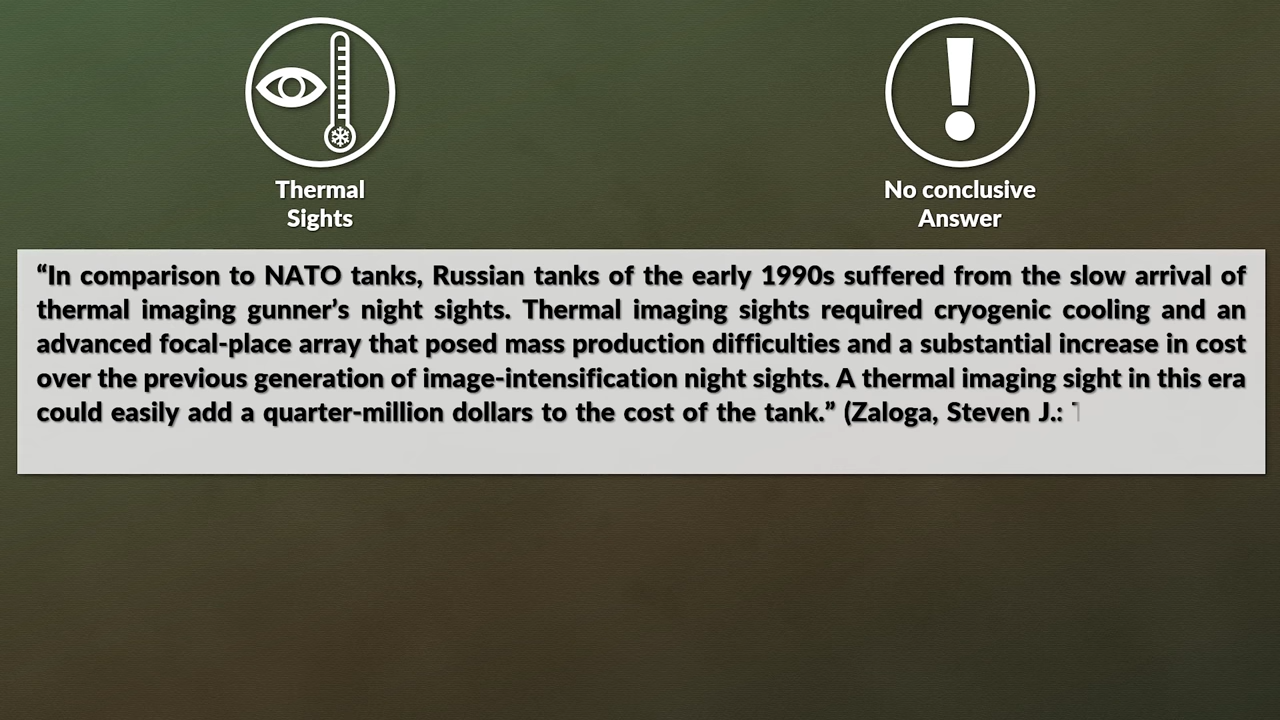 Thermal
Sights
No conclusive
Answer
“In comparison to NATO tanks, Russian tanks of the early 1990s suffered from the slow arrival of
thermal imaging gunner’s night sights. Thermal imaging sights required cryogenic cooling and an
advanced focal-place array that posed mass production difficulties and a substantial increase in cost
over the previous generation of image-intensification night sights. A thermal imaging sight in this era
could easily add a quarter-million dollars to the cost of the tank.” (Zaloga, Steven J.: